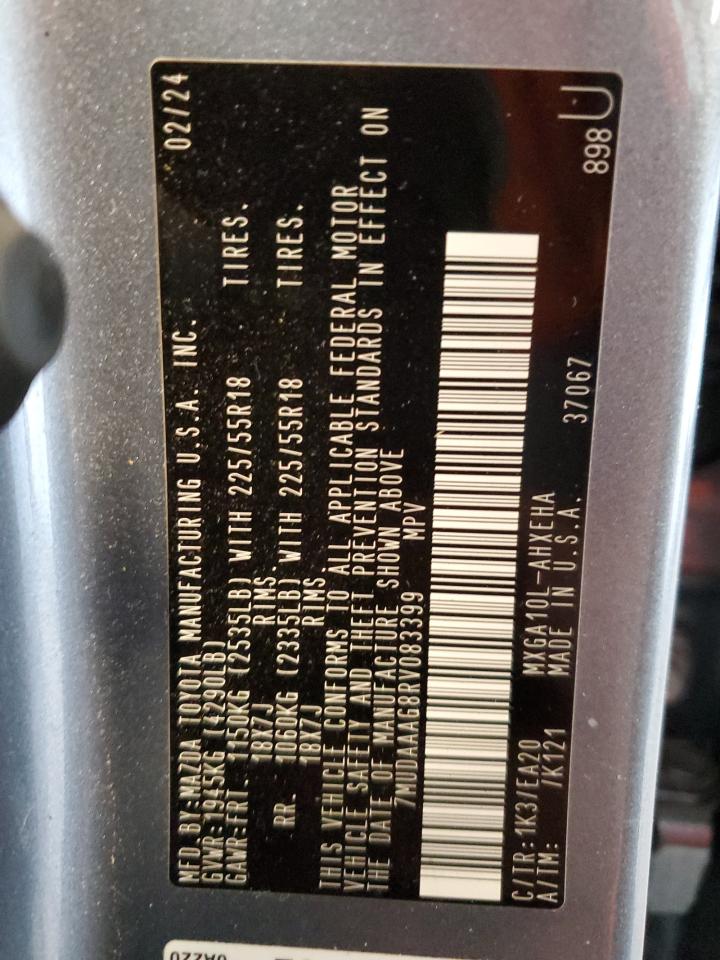 MFD.BY:MAZDA TOYOTA MANUFACTURING U.S.A. INC. 02/24
GVWR:1945KG (4290LB)
GAWR:FRT 1150KG (2535LB) WITH 225/55R18 TIRES.
18X7J RIMS.
RR. 1060KG (2335LB) WITH 225/55R18 TIRES.
18X7J RIMS.
THIS VEHICLE CONFORMS TO ALL APPLICABLE FEDERAL MOTOR
VEHICLE SAFETY AND THEFT PREVENTION STANDARDS IN EFFECT ON
THE DATE OF MANUFACTURE SHOWN ABOVE
7MUDAAAG8RV083399 MPV
C/TR:1K3/EA20 MXGA10L-AHXEHA
A/TM: /K121 MADE IN U.S.A. 37067
898 U